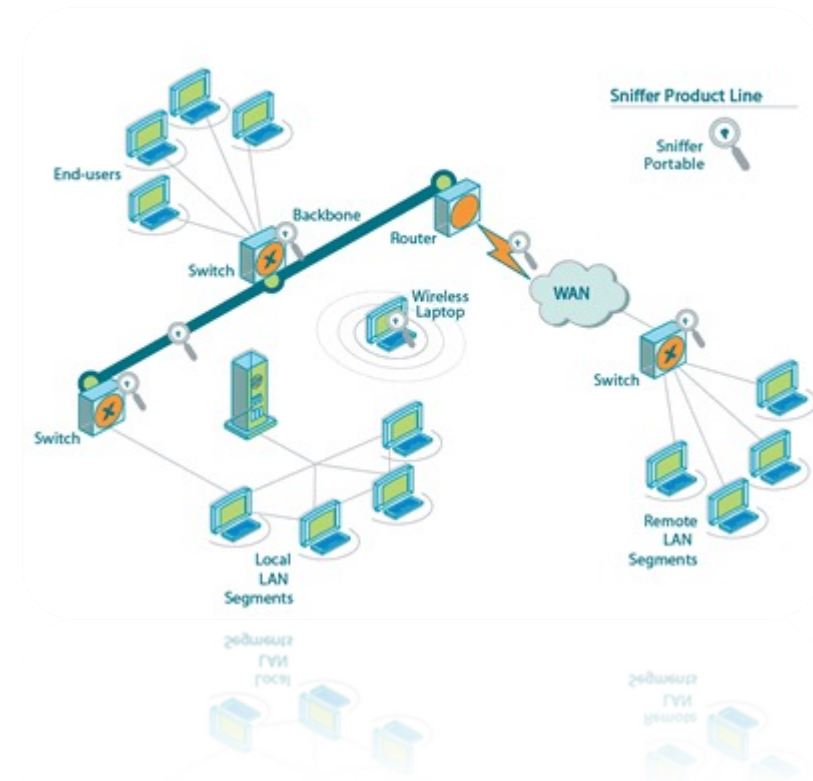 Sniffer Product Line
Sniffer
Portable
End-users
Backbone
Router
Switch
WAN
Wireless
Laptop
Switch
Switch
Local
LAN
Segments
Remote
LAN
Segments